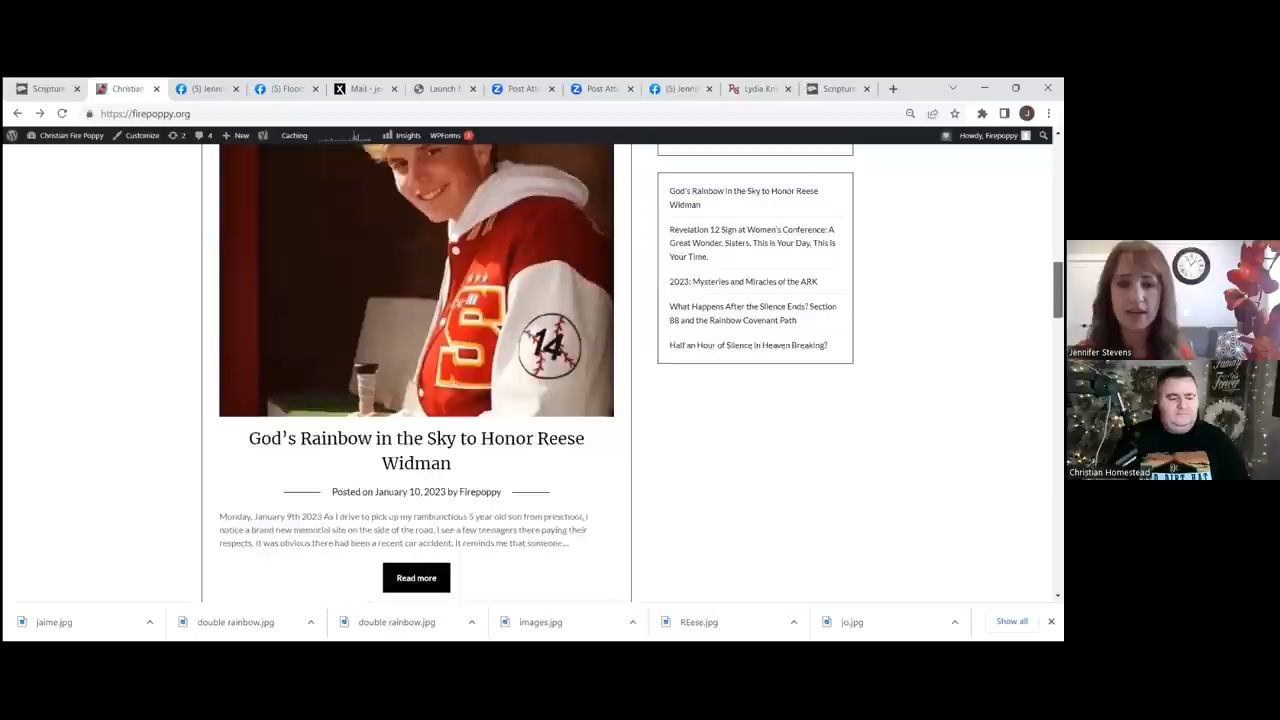 Scripture
Christian
(5) Jenni
(5) Floo
Mail - je
Launch
Post Att
Post Att
(5) Jenni
Lydia Kn
Scripture
https://firepoppy.org
J
Christian Fire Poppy
Customize
2
4
New
Caching
Insights
WPForms
3
Howdy, Firepoppy
God's Rainbow in the Sky to Honor Reese
Widman
Revelation 12 Sign at Women's Conference: A
Great Wonder. Sisters, This is Your Day, This is
Your Time.
2023: Mysteries and Miracles of the ARK
What Happens After the Silence Ends? Section
88 and the Rainbow Covenant Path
Half an Hour of Silence in Heaven Breaking?
S
14
God's Rainbow in the Sky to Honor Reese
Widman
Posted on January 10, 2023 by Firepoppy
Monday, January 9th 2023 As I drive to pick up my rambunctious 5 year old son from preschool, I
notice a brand new memorial site on the side of the road. I see a few teenagers there paying their
respects. It was obvious there had been a recent car accident. It reminds me that someone...
Read more
jaime.jpg
double rainbow.jpg
double rainbow.jpg
images.jpg
REese.jpg
jo.jpg
Show all
Jennifer Stevens
Family
Forever
Christian Homestead